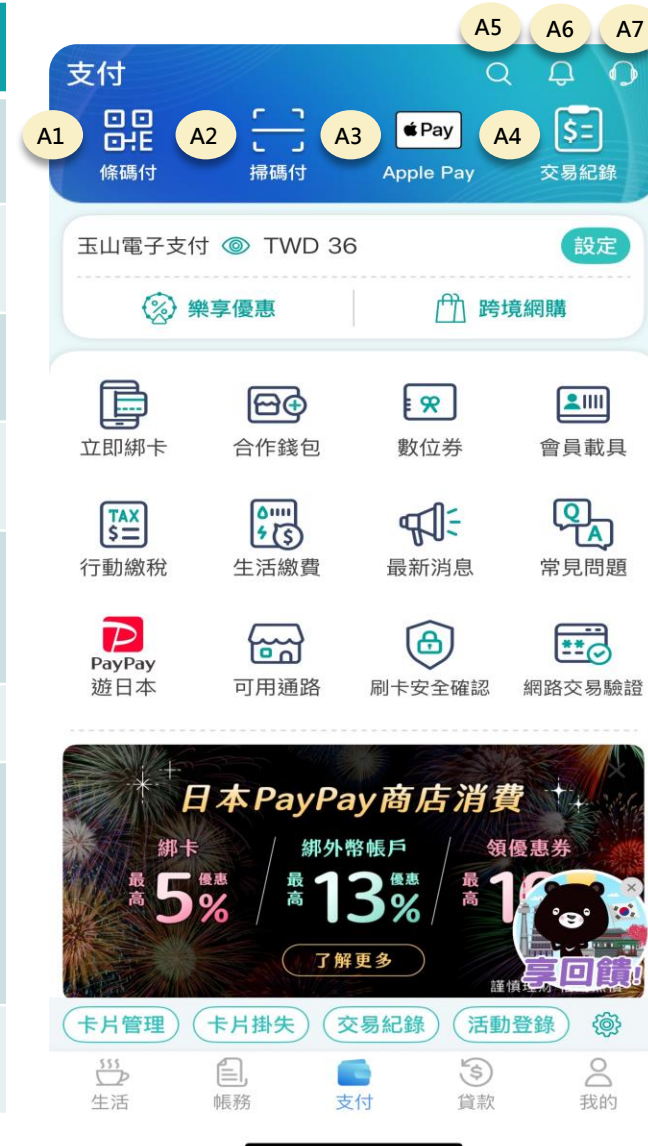 A5 A6 A7
支付
A1 A2 A3 A4
Pay
條碼付 掃碼付 Apple Pay 交易紀錄
玉山電子支付 TWD 36 設定
樂享優惠 跨境網購
立即綁卡 合作錢包 數位券 會員載具
TAX
$
$
Q
A
行動繳稅 生活繳費 最新消息 常見問題
PayPay
遊日本 可用通路 刷卡安全確認 網路交易驗證
日本PayPay商店消費
綁卡 綁外幣帳戶 領優惠券
最高5%優惠 最高13%優惠 最高
了解更多
享回饋!
謹慎理財
卡片管理 卡片掛失 交易紀錄 活動登錄
生活 帳務 支付 貸款 我的